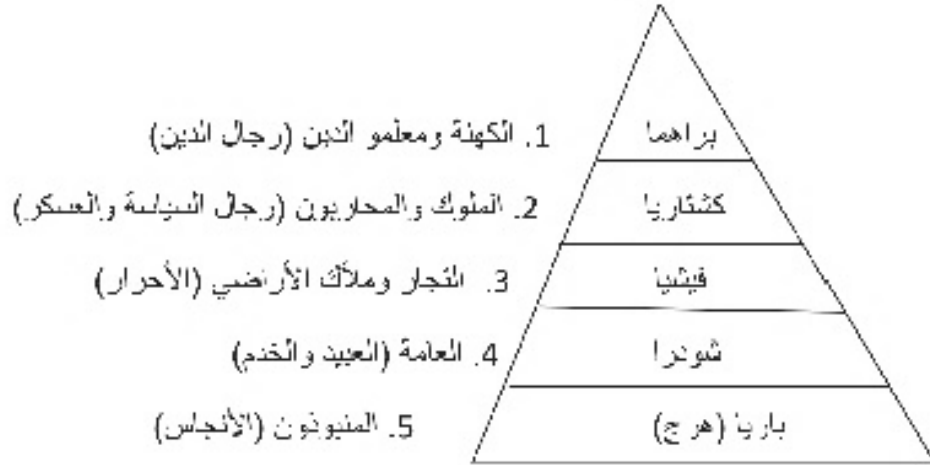 براهما
1. الكهنة ومعلمو الدين (رجال الدين)
كشتاريا
2. الملوك والمحاربون (رجال السياسة والعسكر)
فيشيا
3. التجار وملاك الأراضي (الأحرار)
شودرا
4. العامة (العبيد والخدم)
باريا (هرج)
5. المنبوذون (الأنجاس)